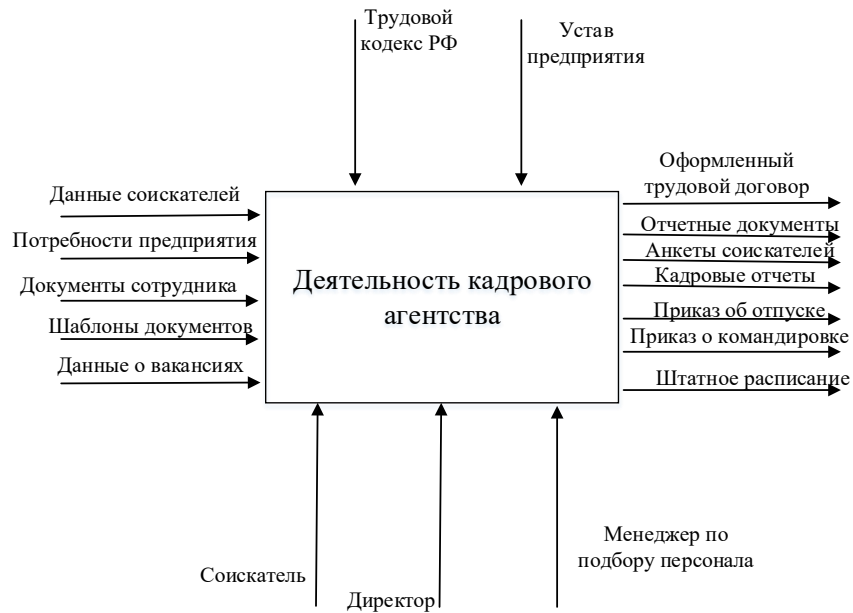 Трудовой
кодекс РФ
Устав
предприятия
Данные соискателей
Потребности предприятия
Документы сотрудника
Шаблоны документов
Данные о вакансиях
Деятельность кадрового
агентства
Оформленный
трудовой договор
Отчетные документы
Анкеты соискателей
Кадровые отчеты
Приказ об отпуске
Приказ о командировке
Штатное расписание
Соискатель
Директор
Менеджер по
подбору персонала